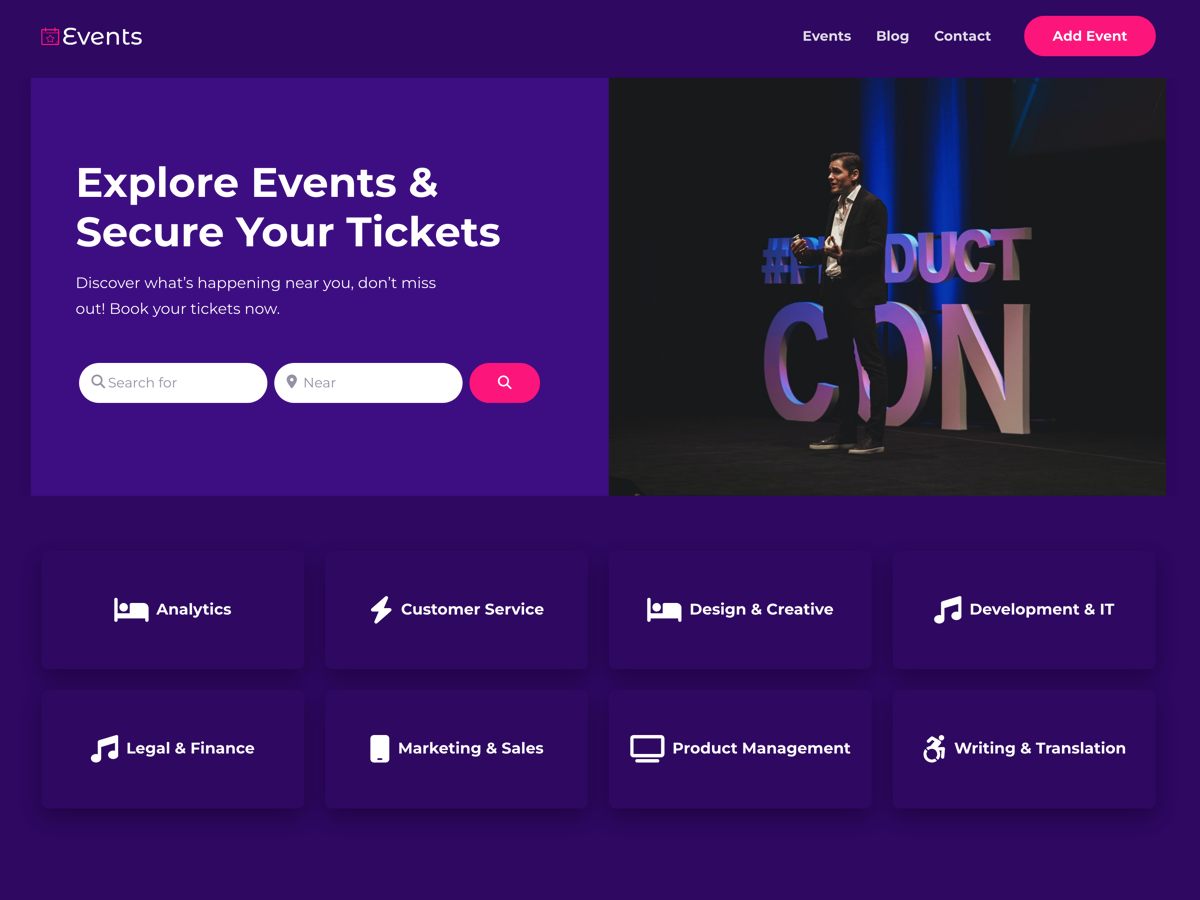 Events
Events Blog Contact Add Event
Explore Events &
Secure Your Tickets
Discover what’s happening near you, don’t miss
out! Book your tickets now.
Search for Near
DUCT
CON
Analytics Customer Service Design & Creative Development & IT
Legal & Finance Marketing & Sales Product Management Writing & Translation